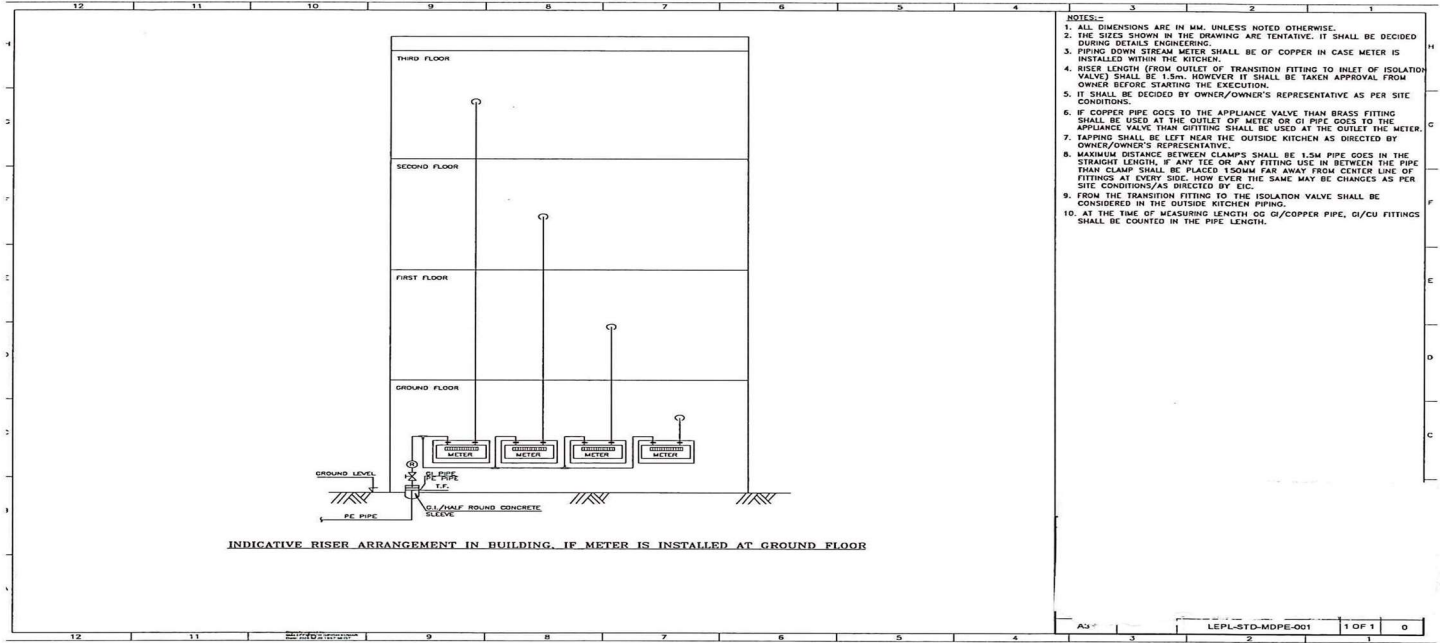 12 11 10 9 8 7 6 5 4 3 2 1
NOTES:-
1. ALL DIMENSIONS ARE IN MM. UNLESS NOTED OTHERWISE.
2. THE SIZES SHOWN IN THE DRAWING ARE TENTATIVE. IT SHALL BE DECIDED
DURING DETAILS ENGINEERING.
3. PIPING DOWN STREAM METER SHALL BE OF COPPER IN CASE METER IS
INSTALLED WITHIN THE KITCHEN.
4. RISER LENGTH (FROM OUTLET OF TRANSITION FITTING TO INLET OF ISOLATION
VALVE) SHALL BE 1.5m. HOWEVER IT SHALL BE TAKEN APPROVAL FROM
OWNER BEFORE STARTING THE EXECUTION.
5. IT SHALL BE DECIDED BY OWNER/OWNER'S REPRESENTATIVE AS PER SITE
CONDITIONS.
6. IF COPPER PIPE GOES TO THE APPLIANCE VALVE THAN BRASS FITTING
SHALL BE USED AT THE OUTLET OF METER OR GI PIPE GOES TO THE
APPLIANCE VALVE THAN GIFITTING SHALL BE USED AT THE OUTLET THE METER.
7. TAPPING SHALL BE LEFT NEAR THE OUTSIDE KITCHEN AS DIRECTED BY
OWNER/OWNER'S REPRESENTATIVE.
8. MAXIMUM DISTANCE BETWEEN CLAMPS SHALL BE 1.5M PIPE GOES IN THE
STRAIGHT LENGTH, IF ANY TEE OR ANY FITTING USE IN BETWEEN THE PIPE
THAN CLAMP SHALL BE PLACED 150MM FAR AWAY FROM CENTER LINE OF
FITTINGS AT EVERY SIDE. HOW EVER THE SAME MAY BE CHANGES AS PER
SITE CONDITIONS/AS DIRECTED BY EIC.
9. FROM THE TRANSITION FITTING TO THE ISOLATION VALVE SHALL BE
CONSIDERED IN THE OUTSIDE KITCHEN PIPING.
10. AT THE TIME OF MEASURING LENGTH OG GI/COPPER PIPE, GI/CU FITTINGS
SHALL BE COUNTED IN THE PIPE LENGTH.
H
G
F
E
D
C
THIRD FLOOR
SECOND FLOOR
FIRST FLOOR
GROUND FLOOR
METER METER METER METER
R
GROUND LEVEL
GI PIPE
PE PIPE
T.F.
G.I./HALF ROUND CONCRETE
SLEEVE
PE PIPE
INDICATIVE RISER ARRANGEMENT IN BUILDING. IF METER IS INSTALLED AT GROUND FLOOR
A3 LEPL-STD-MDPE-001 1 OF 1 0
12 11 9 8 7 6 5 4 3 2 1